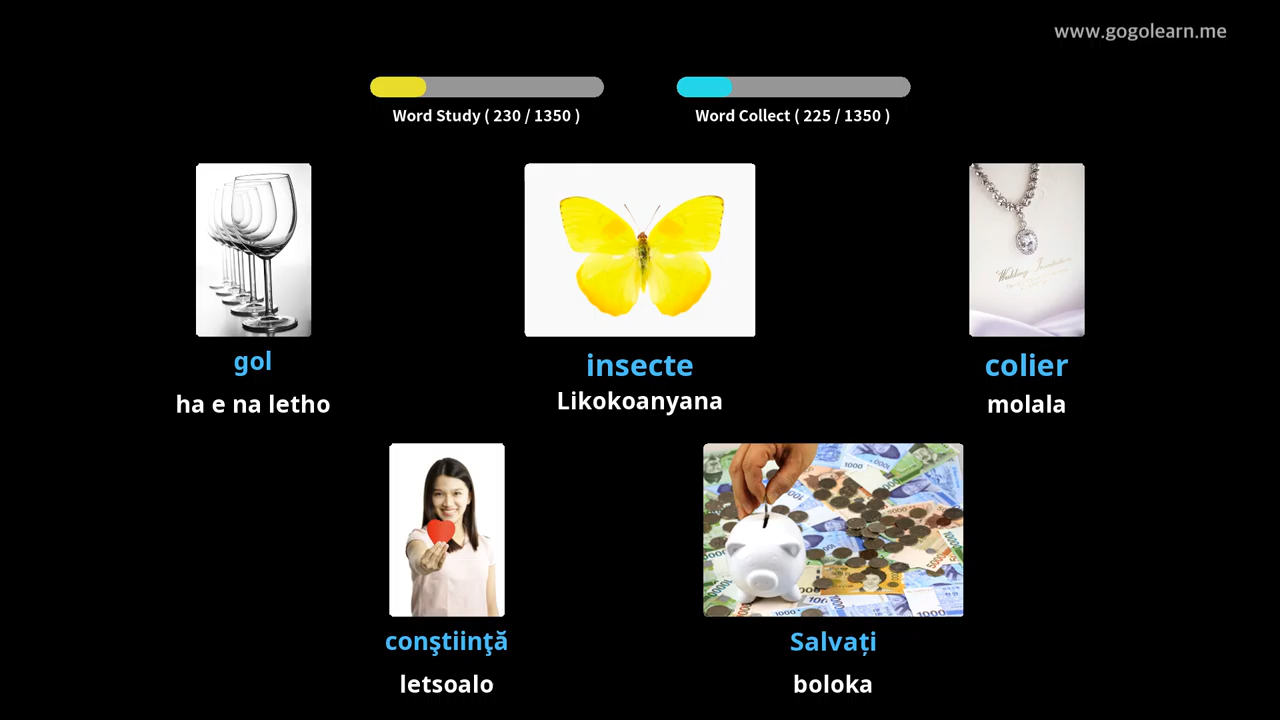 www.gogolearn.me
Word Study ( 230 / 1350 )
Word Collect ( 225 / 1350 )
gol
ha e na letho
insecte
Likokoanyana
colier
molala
conştiinţă
letsoalo
Salvați
boloka